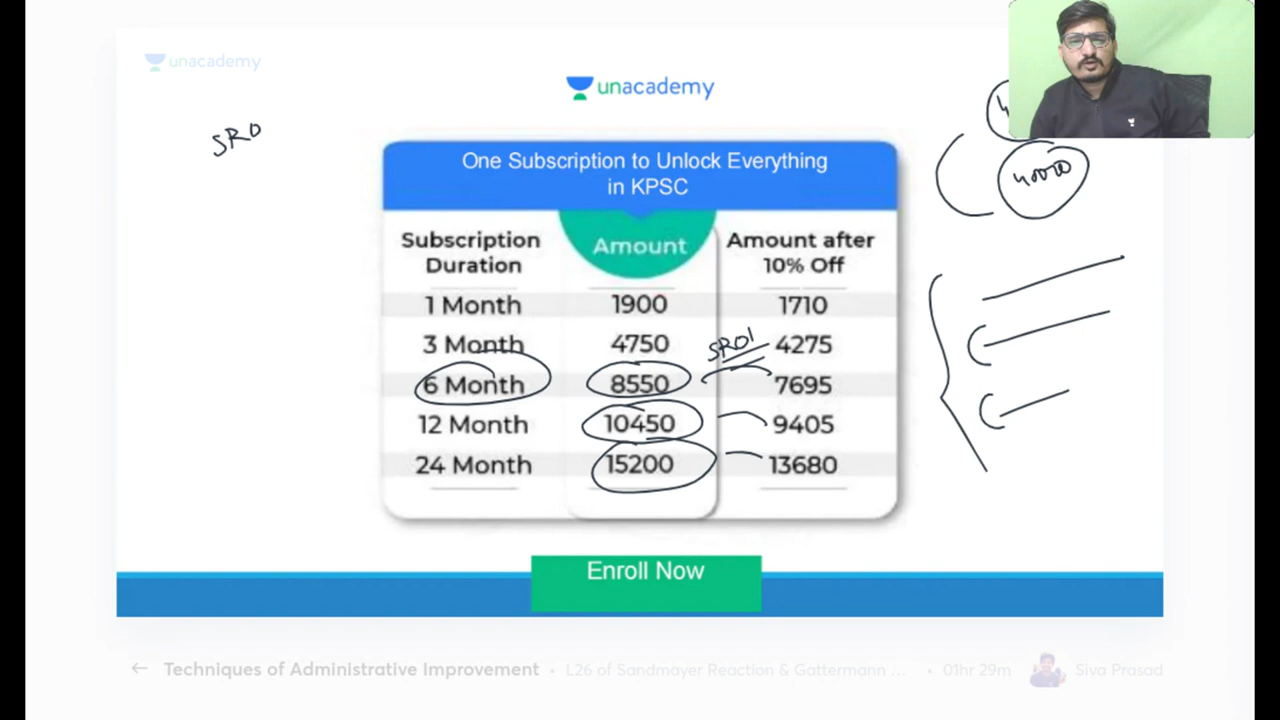 unacademy
unacademy
SRO
40000
One Subscription to Unlock Everything
in KPSC
Subscription Duration Amount Amount after 10% Off
1 Month 1900 1710
3 Month 4750 4275
SRO1
6 Month 8550 7695
12 Month 10450 9405
24 Month 15200 13680
Enroll Now
← Techniques of Administrative Improvement • L26 of Sandmayer Reaction & Gattermann ... • 01hr 29m Siva Prasad